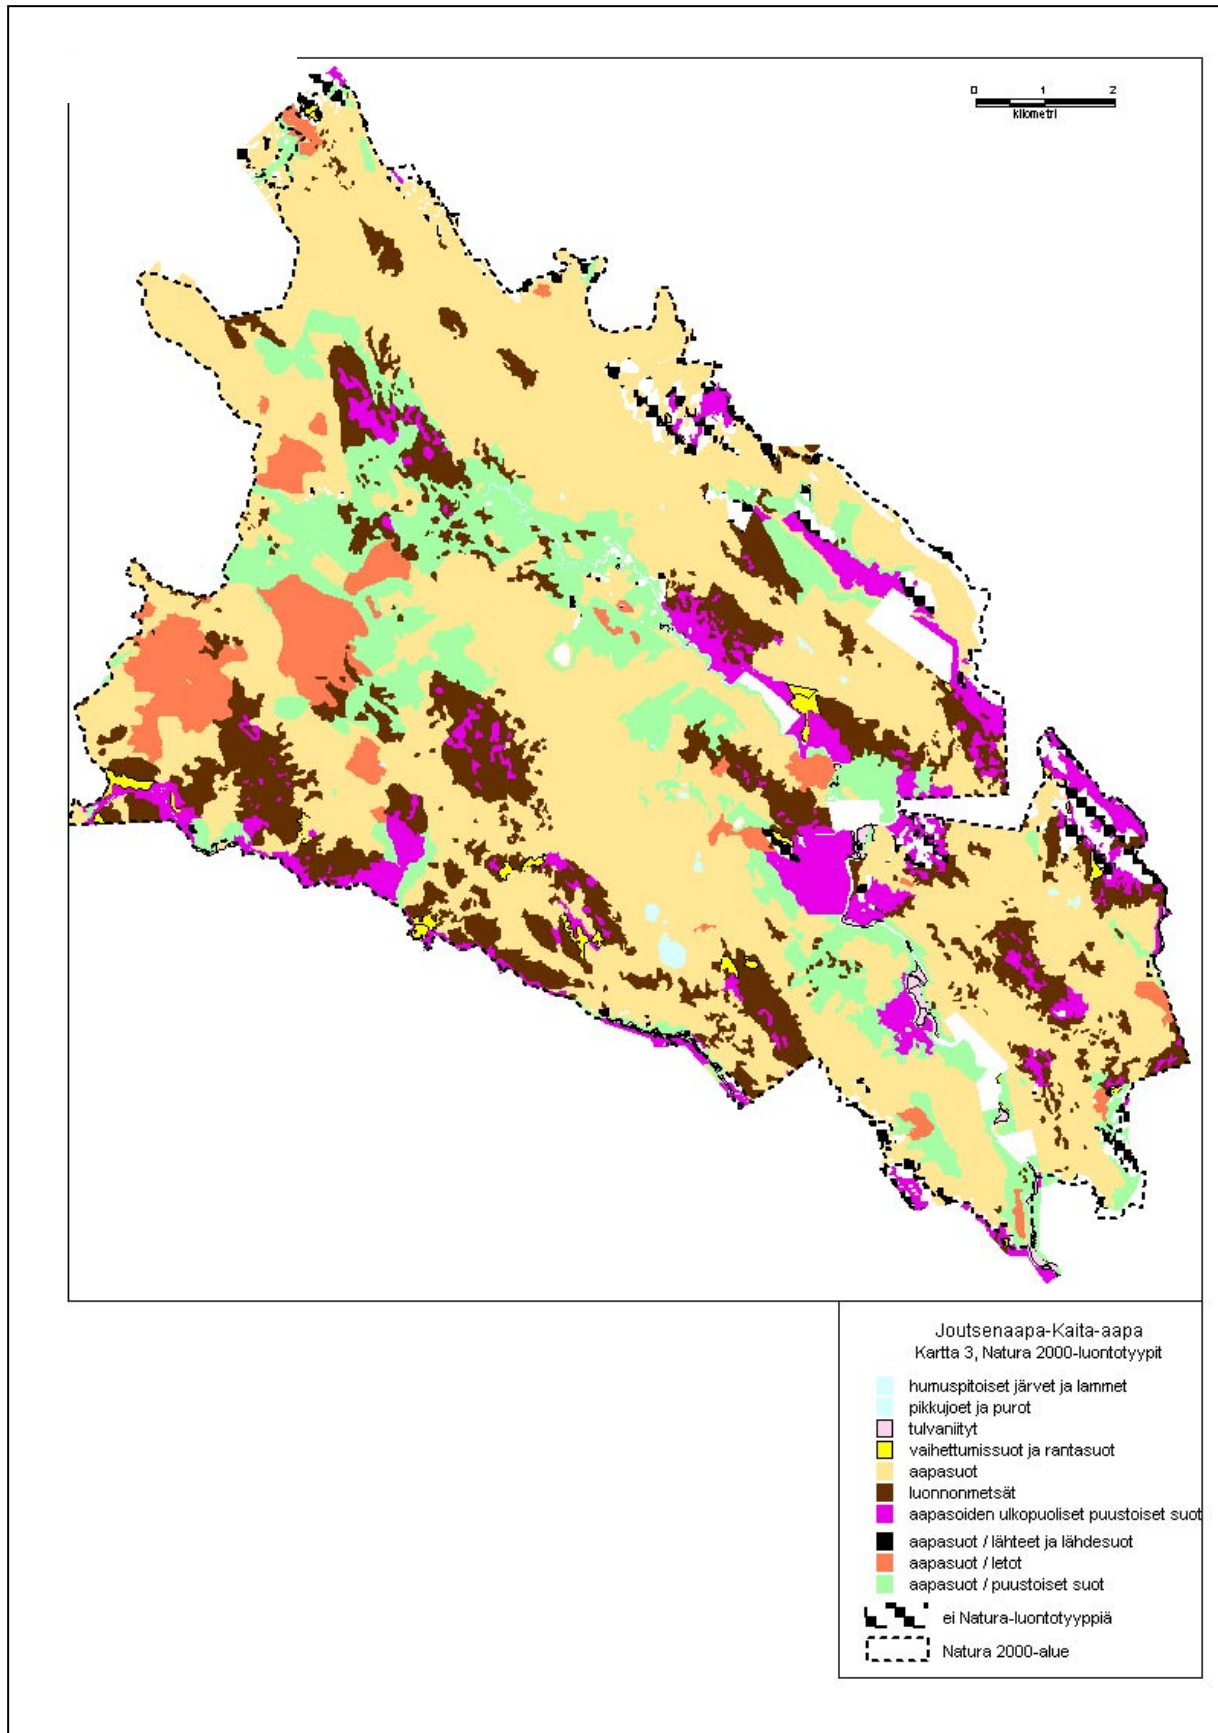 0 1 2
kilometri
Joutsenaapa-Kaita-aapa
Kartta 3, Natura 2000-luontotyypit
humuspitoiset järvet ja lammet
pikkujoet ja purot
tulvaniityt
vaihettumissuot ja rantasuot
aapasuot
luonnonmetsät
aapasoiden ulkopuoliset puustoiset suot
aapasuot / lähteet ja lähdesuot
aapasuot / letot
aapasuot / puustoiset suot
ei Natura-luontotyyppiä
Natura 2000-alue